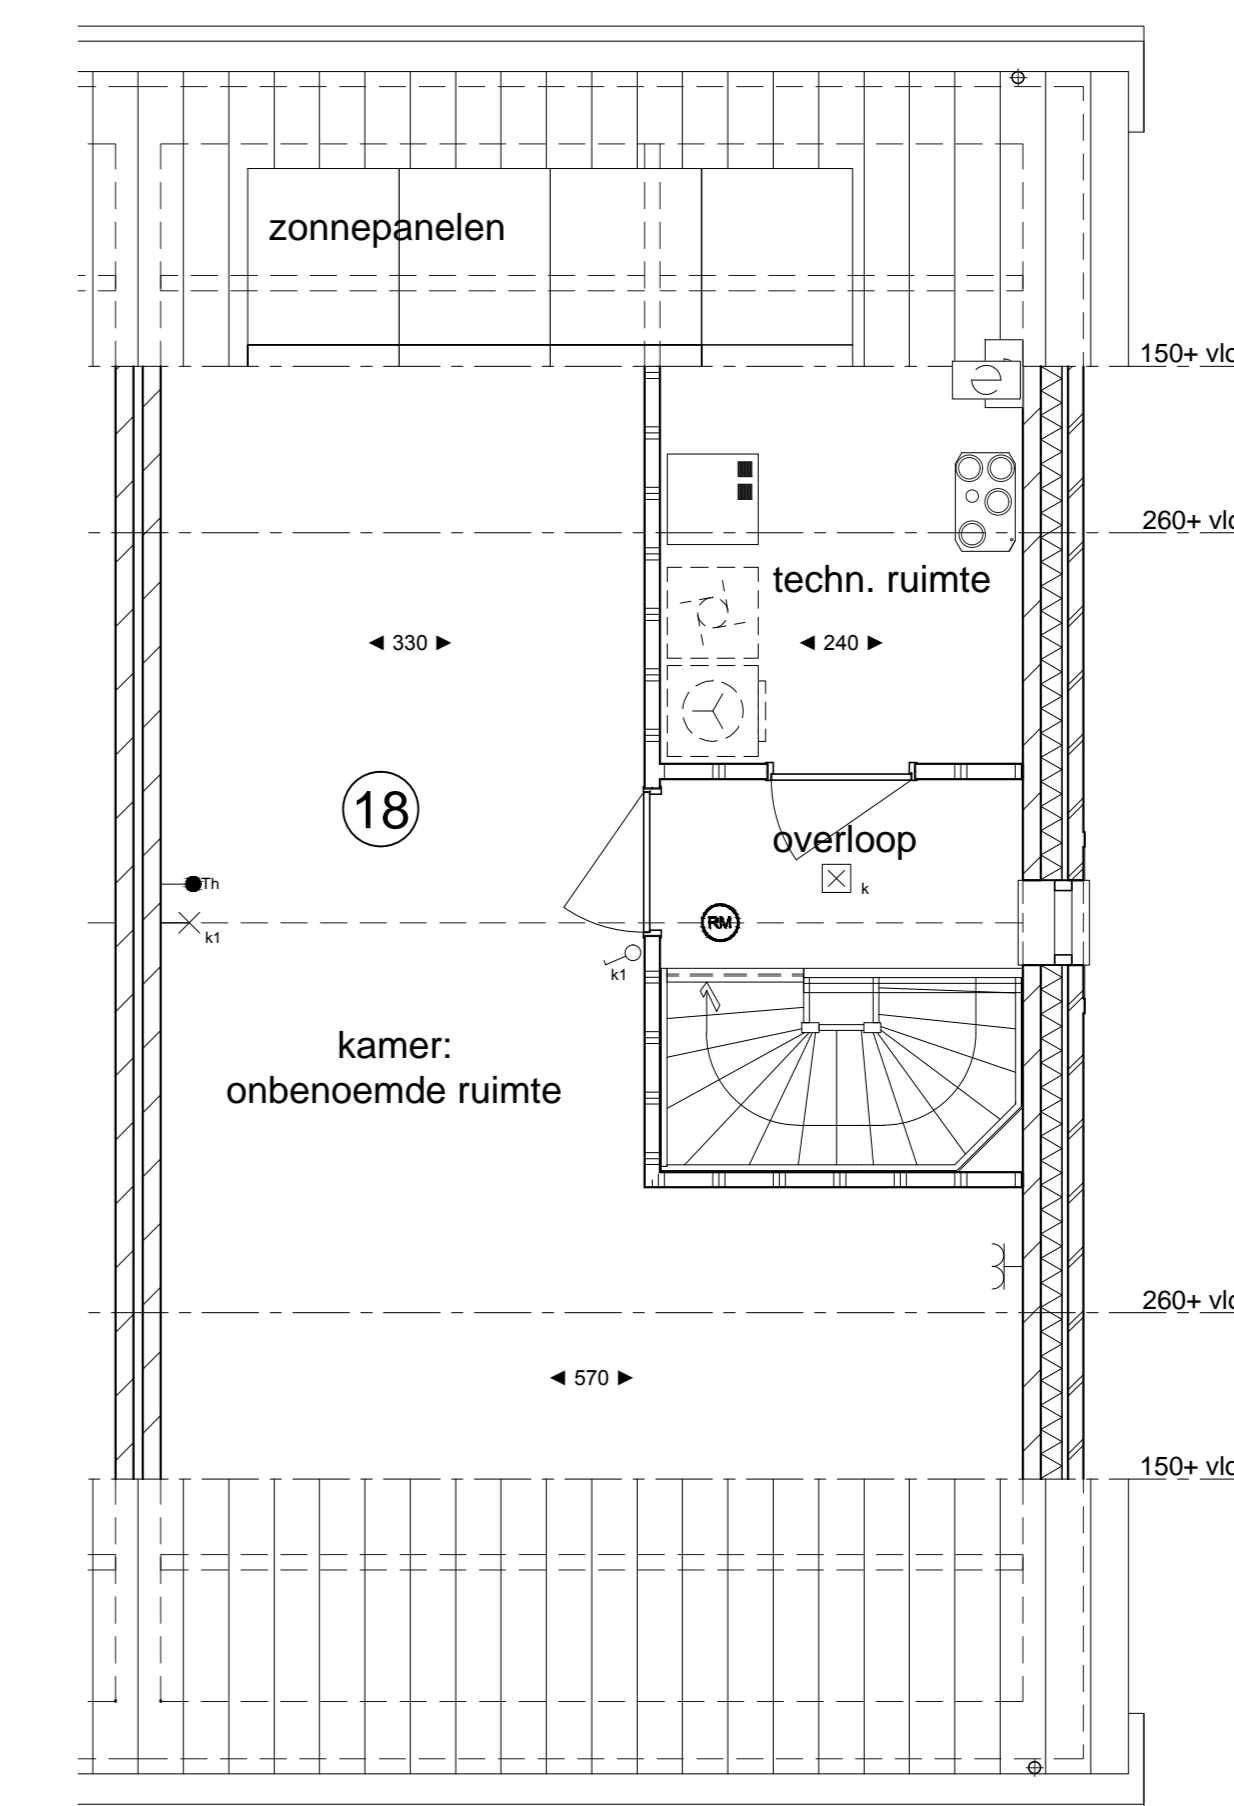 zonnepanelen
150+ vlo
e
260+ vlo
techn. ruimte
◄ 330 ►
◄ 240 ►
18
overloop
Th
k
RM
k1
k1
kamer:
onbenoemde ruimte
260+ vlo
◄ 570 ►
150+ vlo